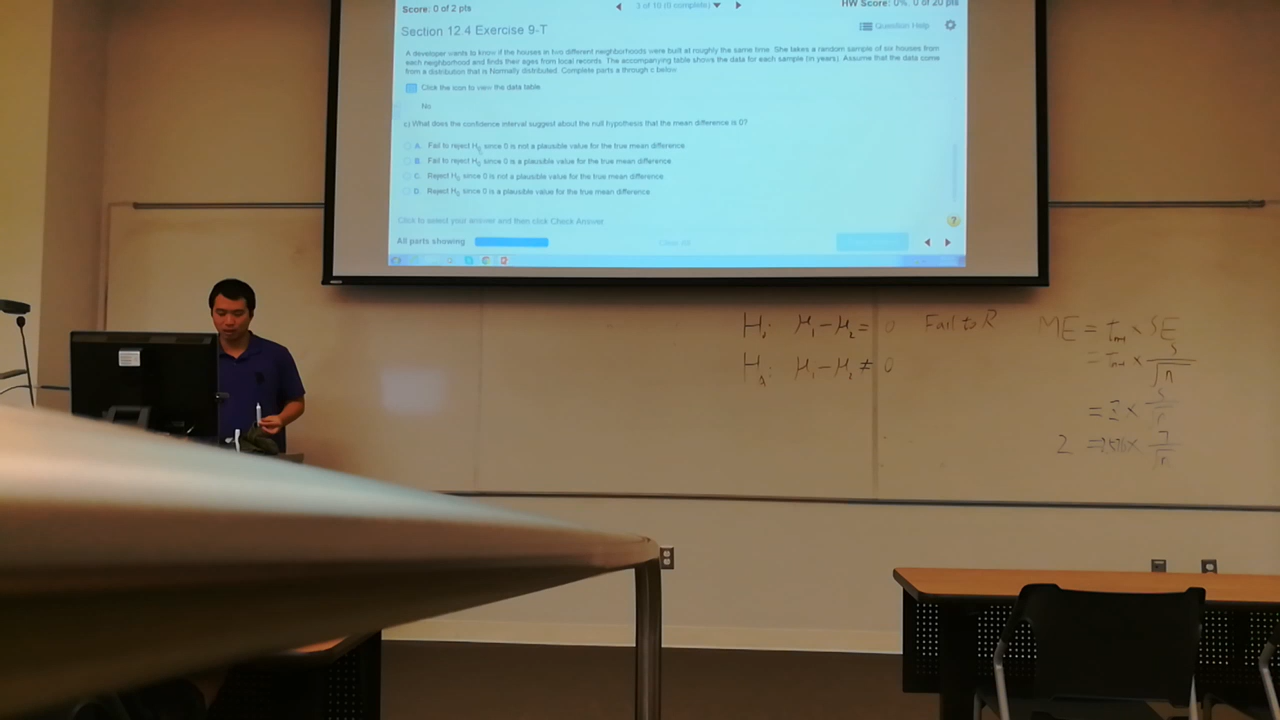 Score: 0 of 2 pts
3 of 10 (0 complete)
HW Score: 0%, 0 of 20 pts
Section 12.4 Exercise 9-T
Question Help
A developer wants to know if the houses in two different neighborhoods were built at roughly the same time. She takes a random sample of six houses from
each neighborhood and finds their ages from local records. The accompanying table shows the data for each sample (in years). Assume that the data come
from a distribution that is Normally distributed. Complete parts a through c below.
Click the icon to view the data table.
No
c) What does the confidence interval suggest about the null hypothesis that the mean difference is 0?
A. Fail to reject H₀ since 0 is not a plausible value for the true mean difference.
B. Fail to reject H₀ since 0 is a plausible value for the true mean difference.
C. Reject H₀ since 0 is not a plausible value for the true mean difference.
D. Reject H₀ since 0 is a plausible value for the true mean difference.
Click to select your answer and then click Check Answer.
All parts showing
Clear All
?
H₀: μ₁-μ₂ = 0 Fail to R
Hₐ: μ₁-μ₂ ≠ 0
ME = × SE
= × s/√n